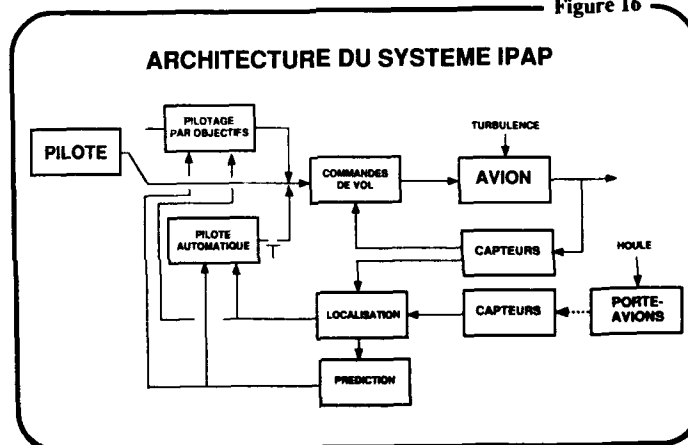 Figure 16
ARCHITECTURE DU SYSTEME IPAP
PILOTAGE
PAR OBJECTIFS
TURBULENCE
PILOTE
COMMANDES
DE VOL
AVION
PILOTE
AUTOMATIQUE
CAPTEURS
HOULE
LOCALISATION
CAPTEURS
PORTE-
AVIONS
PREDICTION